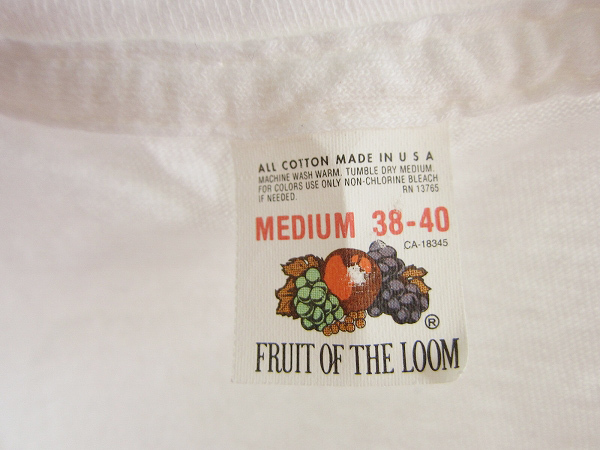 ALL COTTON MADE IN U S A
MACHINE WASH WARM. TUMBLE DRY MEDIUM.
FOR COLORS USE ONLY NON-CHLORINE BLEACH
IF NEEDED. RN 13765
MEDIUM 38-40
CA-18345
®
FRUIT OF THE LOOM